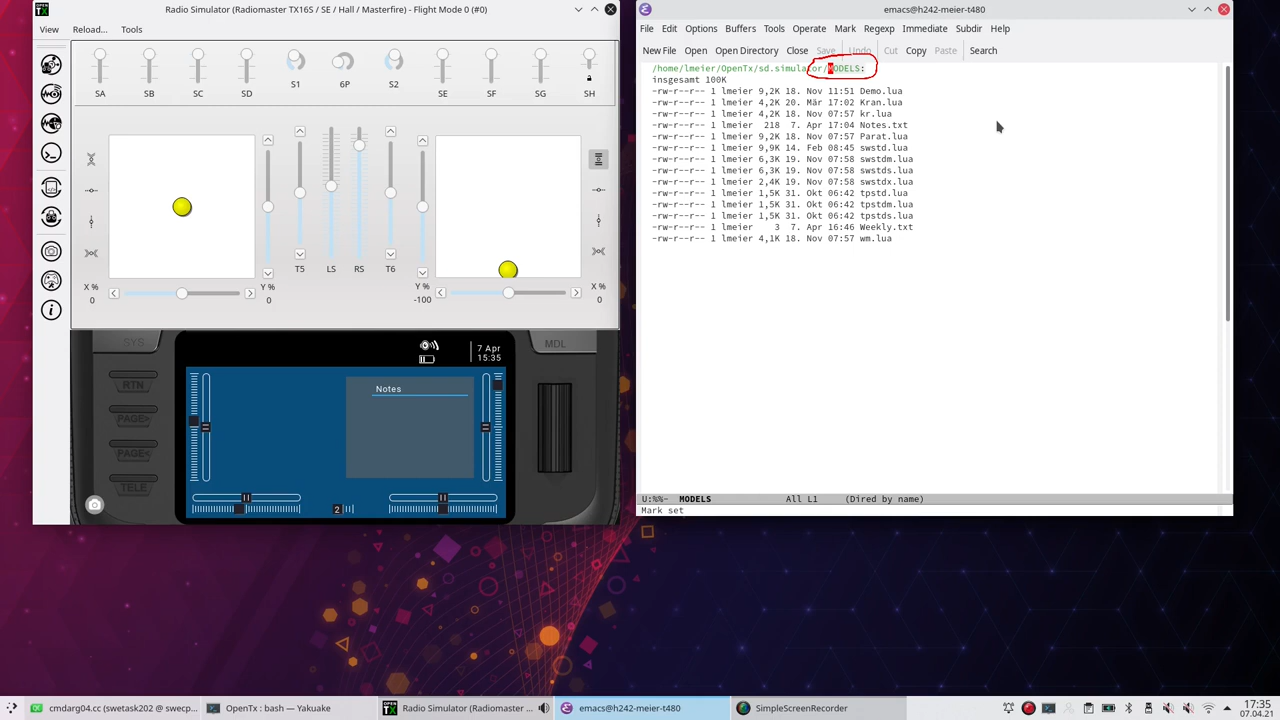 Radio Simulator (Radiomaster TX16S / SE / Hall / Masterfire) - Flight Mode 0 (#0)
View Reload... Tools
SA SB SC SD S1 6P S2 SE SF SG SH
T5 LS RS T6
X % 0
Y % 0
Y % -100
X % 0
SYS
RTN
PAGE>
PAGE<
TELE
MDL
7 Apr
15:35
Notes
2
emacs@h242-meier-t480
File Edit Options Buffers Tools Operate Mark Regexp Immediate Subdir Help
New File Open Open Directory Close Save Undo Cut Copy Paste Search
/home/lmeier/OpenTx/sd.simulator/MODELS:
insgesamt 100K
-rw-r--r-- 1 lmeier 9,2K 18. Nov 11:51 Demo.lua
-rw-r--r-- 1 lmeier 4,2K 20. Mär 17:02 Kran.lua
-rw-r--r-- 1 lmeier 4,2K 18. Nov 07:57 kr.lua
-rw-r--r-- 1 lmeier 218 7. Apr 17:04 Notes.txt
-rw-r--r-- 1 lmeier 9,2K 18. Nov 07:57 Parat.lua
-rw-r--r-- 1 lmeier 9,9K 14. Feb 08:45 swstd.lua
-rw-r--r-- 1 lmeier 6,3K 19. Nov 07:58 swstdm.lua
-rw-r--r-- 1 lmeier 6,3K 19. Nov 07:58 swstds.lua
-rw-r--r-- 1 lmeier 2,4K 19. Nov 07:58 swstdx.lua
-rw-r--r-- 1 lmeier 1,5K 31. Okt 06:42 tpstd.lua
-rw-r--r-- 1 lmeier 1,5K 31. Okt 06:42 tpstdm.lua
-rw-r--r-- 1 lmeier 1,5K 31. Okt 06:42 tpstds.lua
-rw-r--r-- 1 lmeier 3 7. Apr 16:46 Weekly.txt
-rw-r--r-- 1 lmeier 4,1K 18. Nov 07:57 wm.lua
U:%%- MODELS All L1 (Dired by name)
Mark set
cmdarg04.cc (swetask202 @ swecp... OpenTx : bash — Yakuake Radio Simulator (Radiomaster emacs@h242-meier-t480 SimpleScreenRecorder
17:35
07.04.21